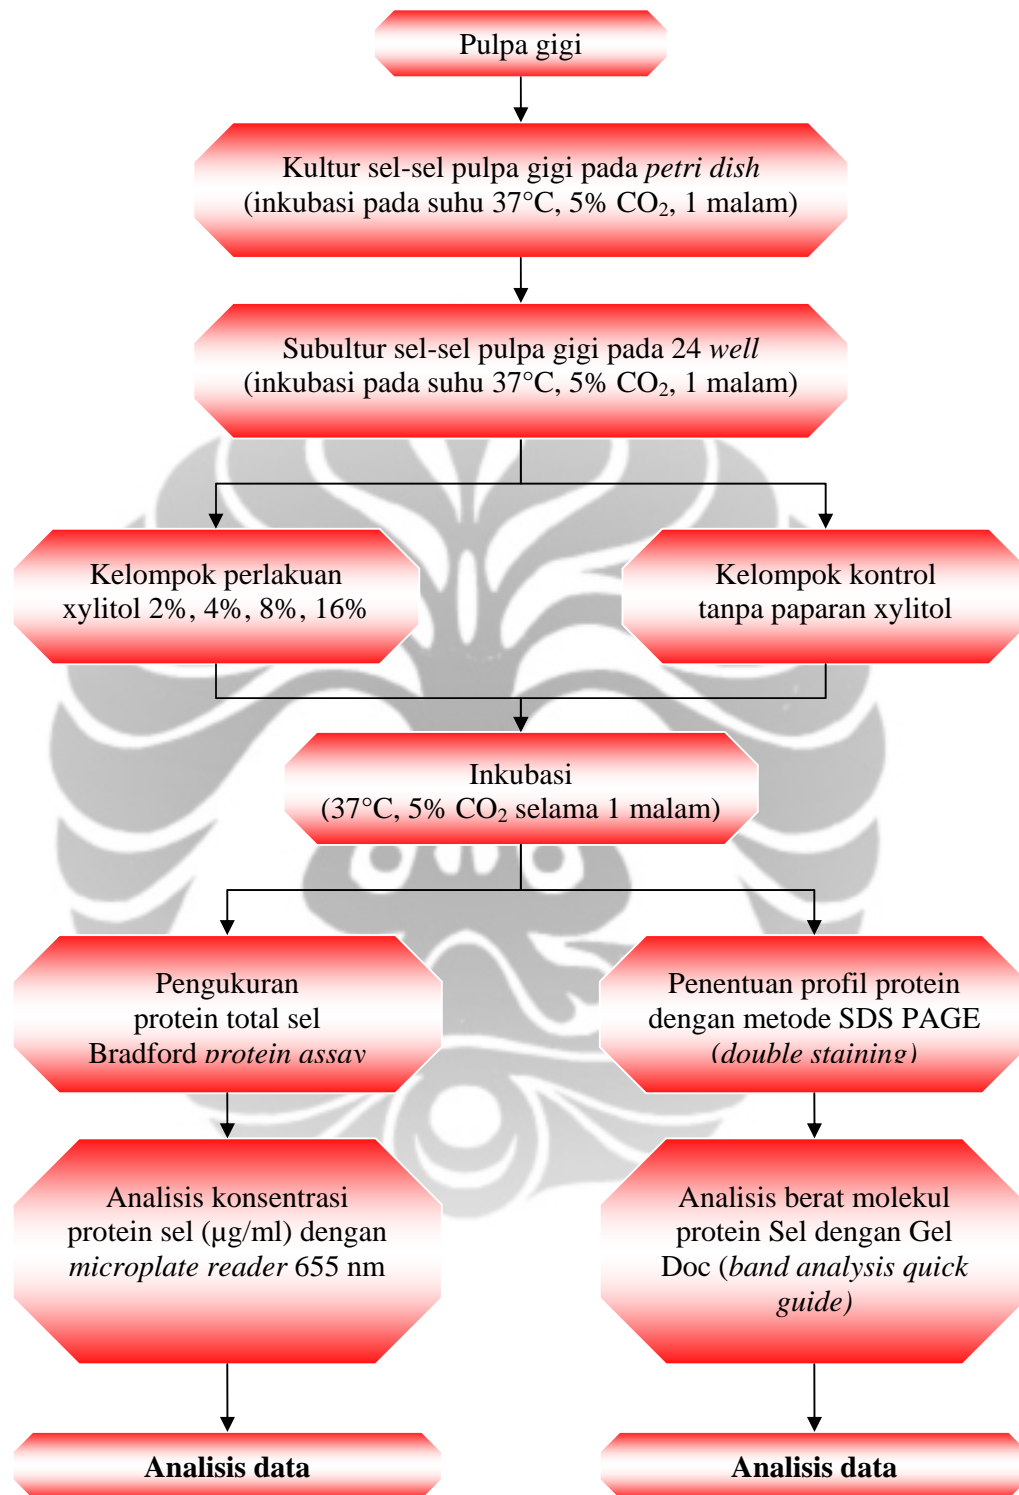 Pulpa gigi
Kultur sel-sel pulpa gigi pada petri dish
(inkubasi pada suhu 37°C, 5% CO₂, 1 malam)
Subultur sel-sel pulpa gigi pada 24 well
(inkubasi pada suhu 37°C, 5% CO₂, 1 malam)
Kelompok perlakuan
xylitol 2%, 4%, 8%, 16%
Kelompok kontrol
tanpa paparan xylitol
Inkubasi
(37°C, 5% CO₂ selama 1 malam)
Pengukuran
protein total sel
Bradford protein assay
Penentuan profil protein
dengan metode SDS PAGE
(double staining)
Analisis konsentrasi
protein sel (µg/ml) dengan
microplate reader 655 nm
Analisis berat molekul
protein Sel dengan Gel
Doc (band analysis quick
guide)
Analisis data
Analisis data